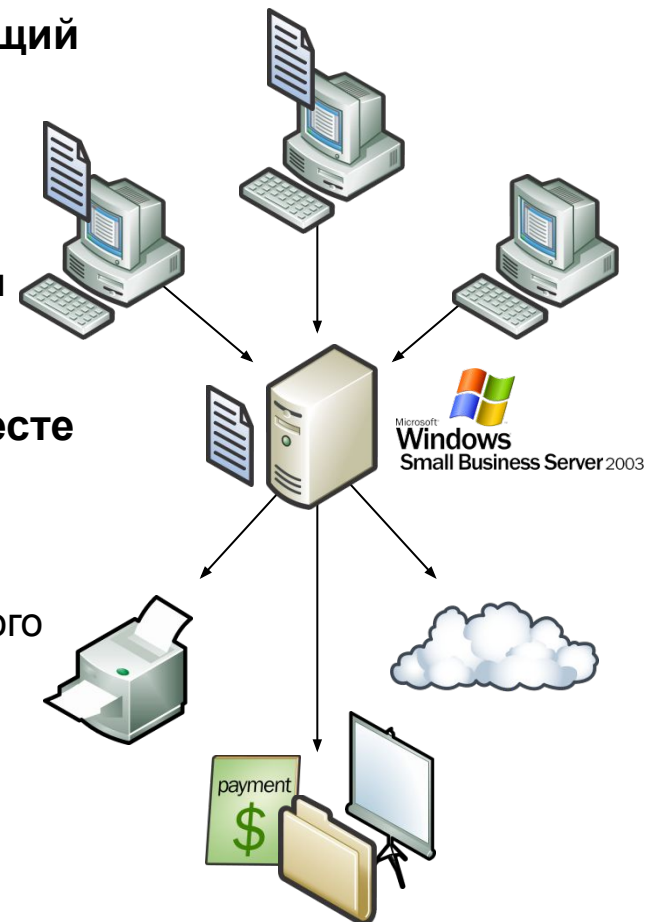 щий
есте
ого
Microsoft
Windows
Small Business Server 2003
payment
$